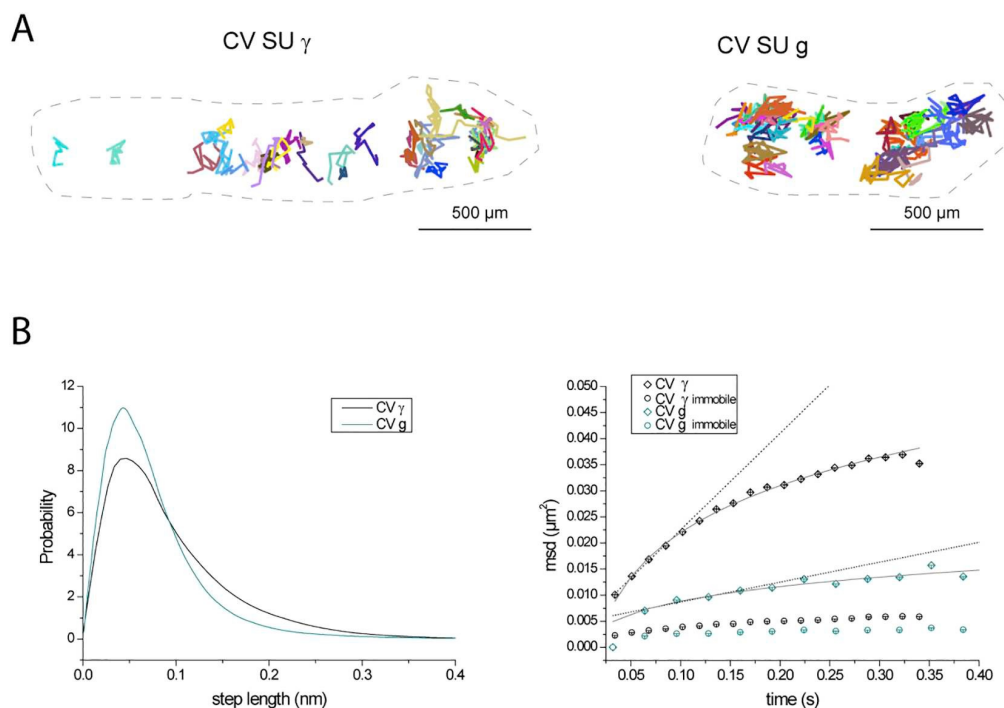 A
CV SU γ
CV SU g
500 µm
500 µm
B
12
10
8
6
4
2
0
Probability
CV γ
CV g
0.0
0.1
0.2
0.3
0.4
step length (nm)
CV γ
CV γ immobile
CV g
CV g immobile
0.050
0.045
0.040
0.035
0.030
0.025
0.020
0.015
0.010
0.005
0.000
msd (µm²)
0.05
0.10
0.15
0.20
0.25
0.30
0.35
0.40
time (s)